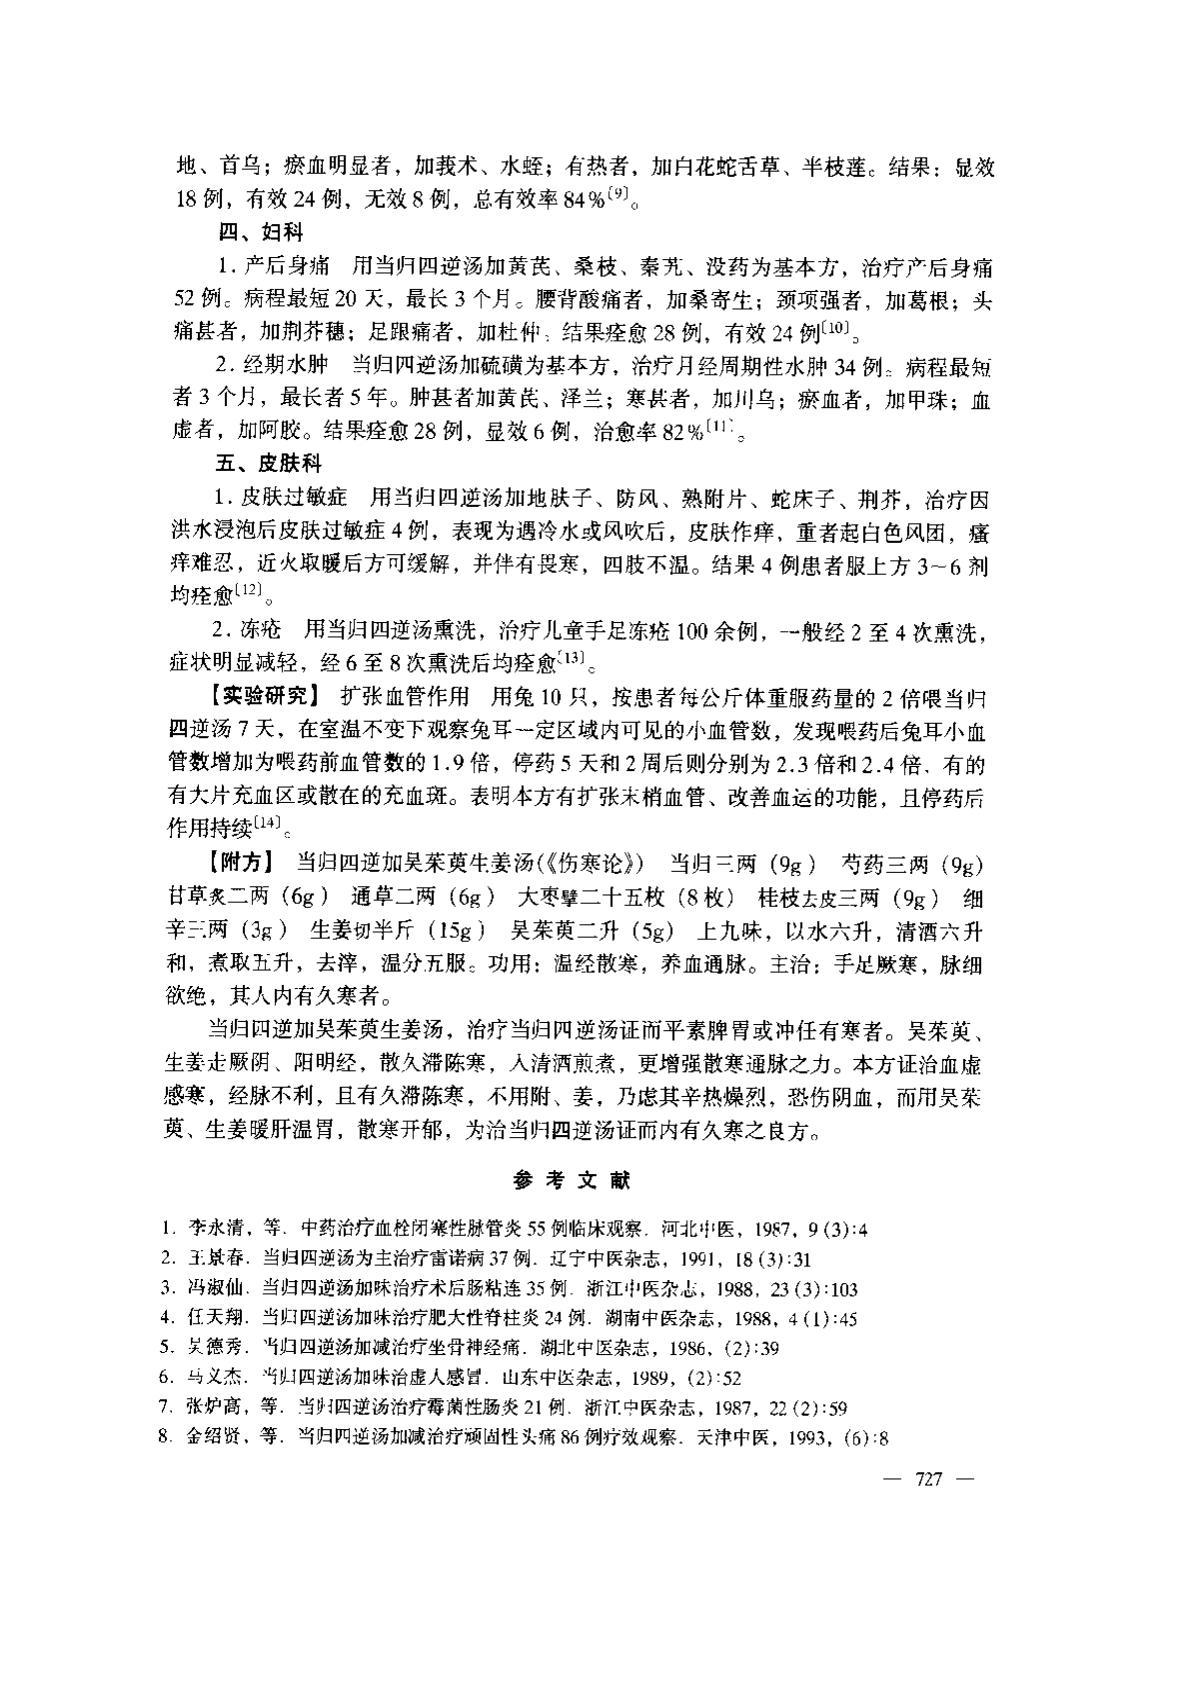 地、首乌；瘀血明显者，加莪术、水蛭；有热者，加白花蛇舌草、半枝莲。结果：显效
18 例，有效 24 例，无效 8 例，总有效率 84%〔9〕。
四、妇科
1. 产后身痛　用当归四逆汤加黄芪、桑枝、秦艽、没药为基本方，治疗产后身痛
52 例。病程最短 20 天，最长 3 个月。腰背酸痛者，加桑寄生；颈项强者，加葛根；头
痛甚者，加荆芥穗；足跟痛者，加杜仲。结果痊愈 28 例，有效 24 例〔10〕。
2. 经期水肿　当归四逆汤加硫磺为基本方，治疗月经周期性水肿 34 例。病程最短
者 3 个月，最长者 5 年。肿甚者加黄芪、泽兰；寒甚者，加川乌；瘀血者，加甲珠；血
虚者，加阿胶。结果痊愈 28 例，显效 6 例，治愈率 82%〔11〕。
五、皮肤科
1. 皮肤过敏症　用当归四逆汤加地肤子、防风、熟附片、蛇床子、荆芥，治疗因
洪水浸泡后皮肤过敏症 4 例，表现为遇冷水或风吹后，皮肤作痒，重者起白色风团，瘙
痒难忍，近火取暖后方可缓解，并伴有畏寒，四肢不温。结果 4 例患者服上方 3～6 剂
均痊愈〔12〕。
2. 冻疮　用当归四逆汤熏洗，治疗儿童手足冻疮 100 余例，一般经 2 至 4 次熏洗，
症状明显减轻，经 6 至 8 次熏洗后均痊愈〔13〕。
【实验研究】　扩张血管作用　用兔 10 只，按患者每公斤体重服药量的 2 倍喂当归
四逆汤 7 天，在室温不变下观察兔耳一定区域内可见的小血管数，发现喂药后兔耳小血
管数增加为喂药前血管数的 1.9 倍，停药 5 天和 2 周后则分别为 2.3 倍和 2.4 倍、有的
有大片充血区或散在的充血斑。表明本方有扩张末梢血管、改善血运的功能，且停药后
作用持续〔14〕。
【附方】　当归四逆加吴茱萸生姜汤(《伤寒论》)　当归三两（9g）　芍药三两（9g）
甘草炙二两（6g）　通草二两（6g）　大枣擘二十五枚（8 枚）　桂枝去皮三两（9g）　细
辛三两（3g）　生姜切半斤（15g）　吴茱萸二升（5g）　上九味，以水六升，清酒六升
和，煮取五升，去滓，温分五服。功用：温经散寒，养血通脉。主治：手足厥寒，脉细
欲绝，其人内有久寒者。
当归四逆加吴茱萸生姜汤，治疗当归四逆汤证而平素脾胃或冲任有寒者。吴茱萸、
生姜走厥阴、阳明经，散久滞陈寒，入清酒煎煮，更增强散寒通脉之力。本方证治血虚
感寒，经脉不利，且有久滞陈寒，不用附、姜，乃虑其辛热燥烈，恐伤阴血，而用吴茱
萸、生姜暖肝温胃，散寒开郁，为治当归四逆汤证而内有久寒之良方。
参 考 文 献
1. 李永清，等. 中药治疗血栓闭塞性脉管炎 55 例临床观察. 河北中医，1987，9 (3):4
2. 王景春. 当归四逆汤为主治疗雷诺病 37 例. 辽宁中医杂志，1991，18 (3):31
3. 冯淑仙. 当归四逆汤加味治疗术后肠粘连 35 例. 浙江中医杂志，1988，23 (3):103
4. 任天翔. 当归四逆汤加味治疗肥大性脊柱炎 24 例. 湖南中医杂志，1988，4 (1):45
5. 吴德秀. 当归四逆汤加减治疗坐骨神经痛. 湖北中医杂志，1986，(2):39
6. 马义杰. 当归四逆汤加味治虚人感冒. 山东中医杂志，1989，(2):52
7. 张炉高，等. 当归四逆汤治疗霉菌性肠炎 21 例. 浙江中医杂志，1987，22 (2):59
8. 金绍贤，等. 当归四逆汤加减治疗顽固性头痛 86 例疗效观察. 天津中医，1993，(6):8
— 727 —